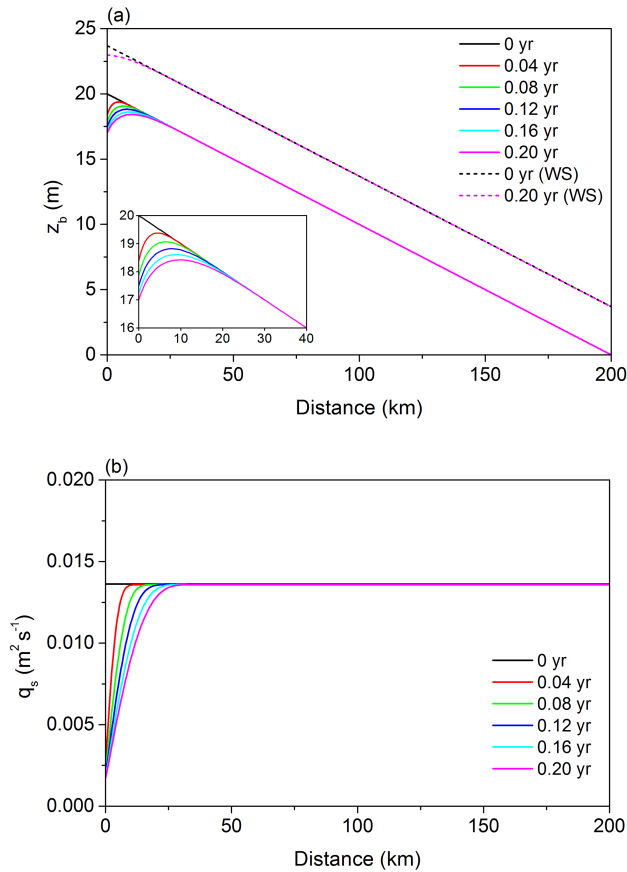 (a)
25
20
15
10
5
0
z_b (m)
0 yr
0.04 yr
0.08 yr
0.12 yr
0.16 yr
0.20 yr
0 yr (WS)
0.20 yr (WS)
20
19
18
17
16
0 10 20 30 40
0 50 100 150 200
Distance (km)
(b)
0.020
0.015
0.010
0.005
0.000
q_s (m² s⁻¹)
0 yr
0.04 yr
0.08 yr
0.12 yr
0.16 yr
0.20 yr
0 50 100 150 200
Distance (km)